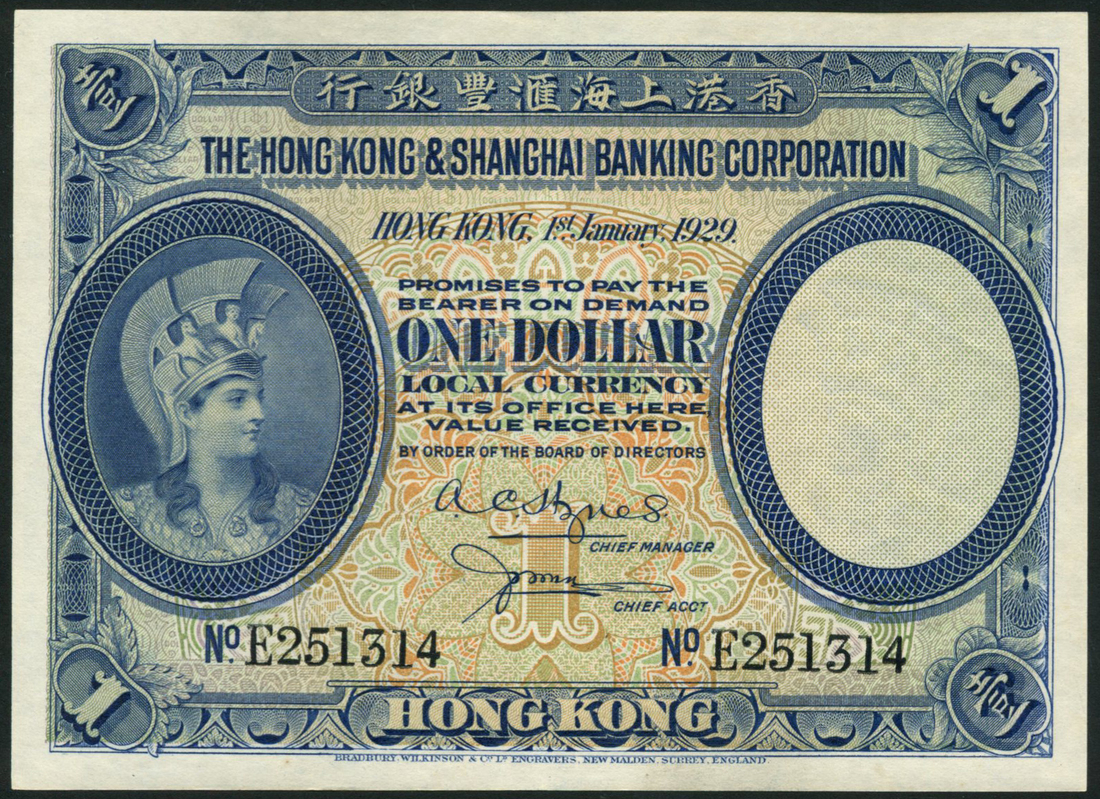 行銀豐滙海上港香
1
THE HONG KONG & SHANGHAI BANKING CORPORATION
HONG KONG, 1st January, 1929.
PROMISES TO PAY THE
BEARER ON DEMAND
ONE DOLLAR
LOCAL CURRENCY
AT ITS OFFICE HERE,
VALUE RECEIVED.
BY ORDER OF THE BOARD OF DIRECTORS
CHIEF MANAGER
1
CHIEF ACCT
No. E251314
No. E251314
1
HONG KONG
BRADBURY, WILKINSON & Co. Ld. ENGRAVERS, NEW MALDEN, SURREY, ENGLAND